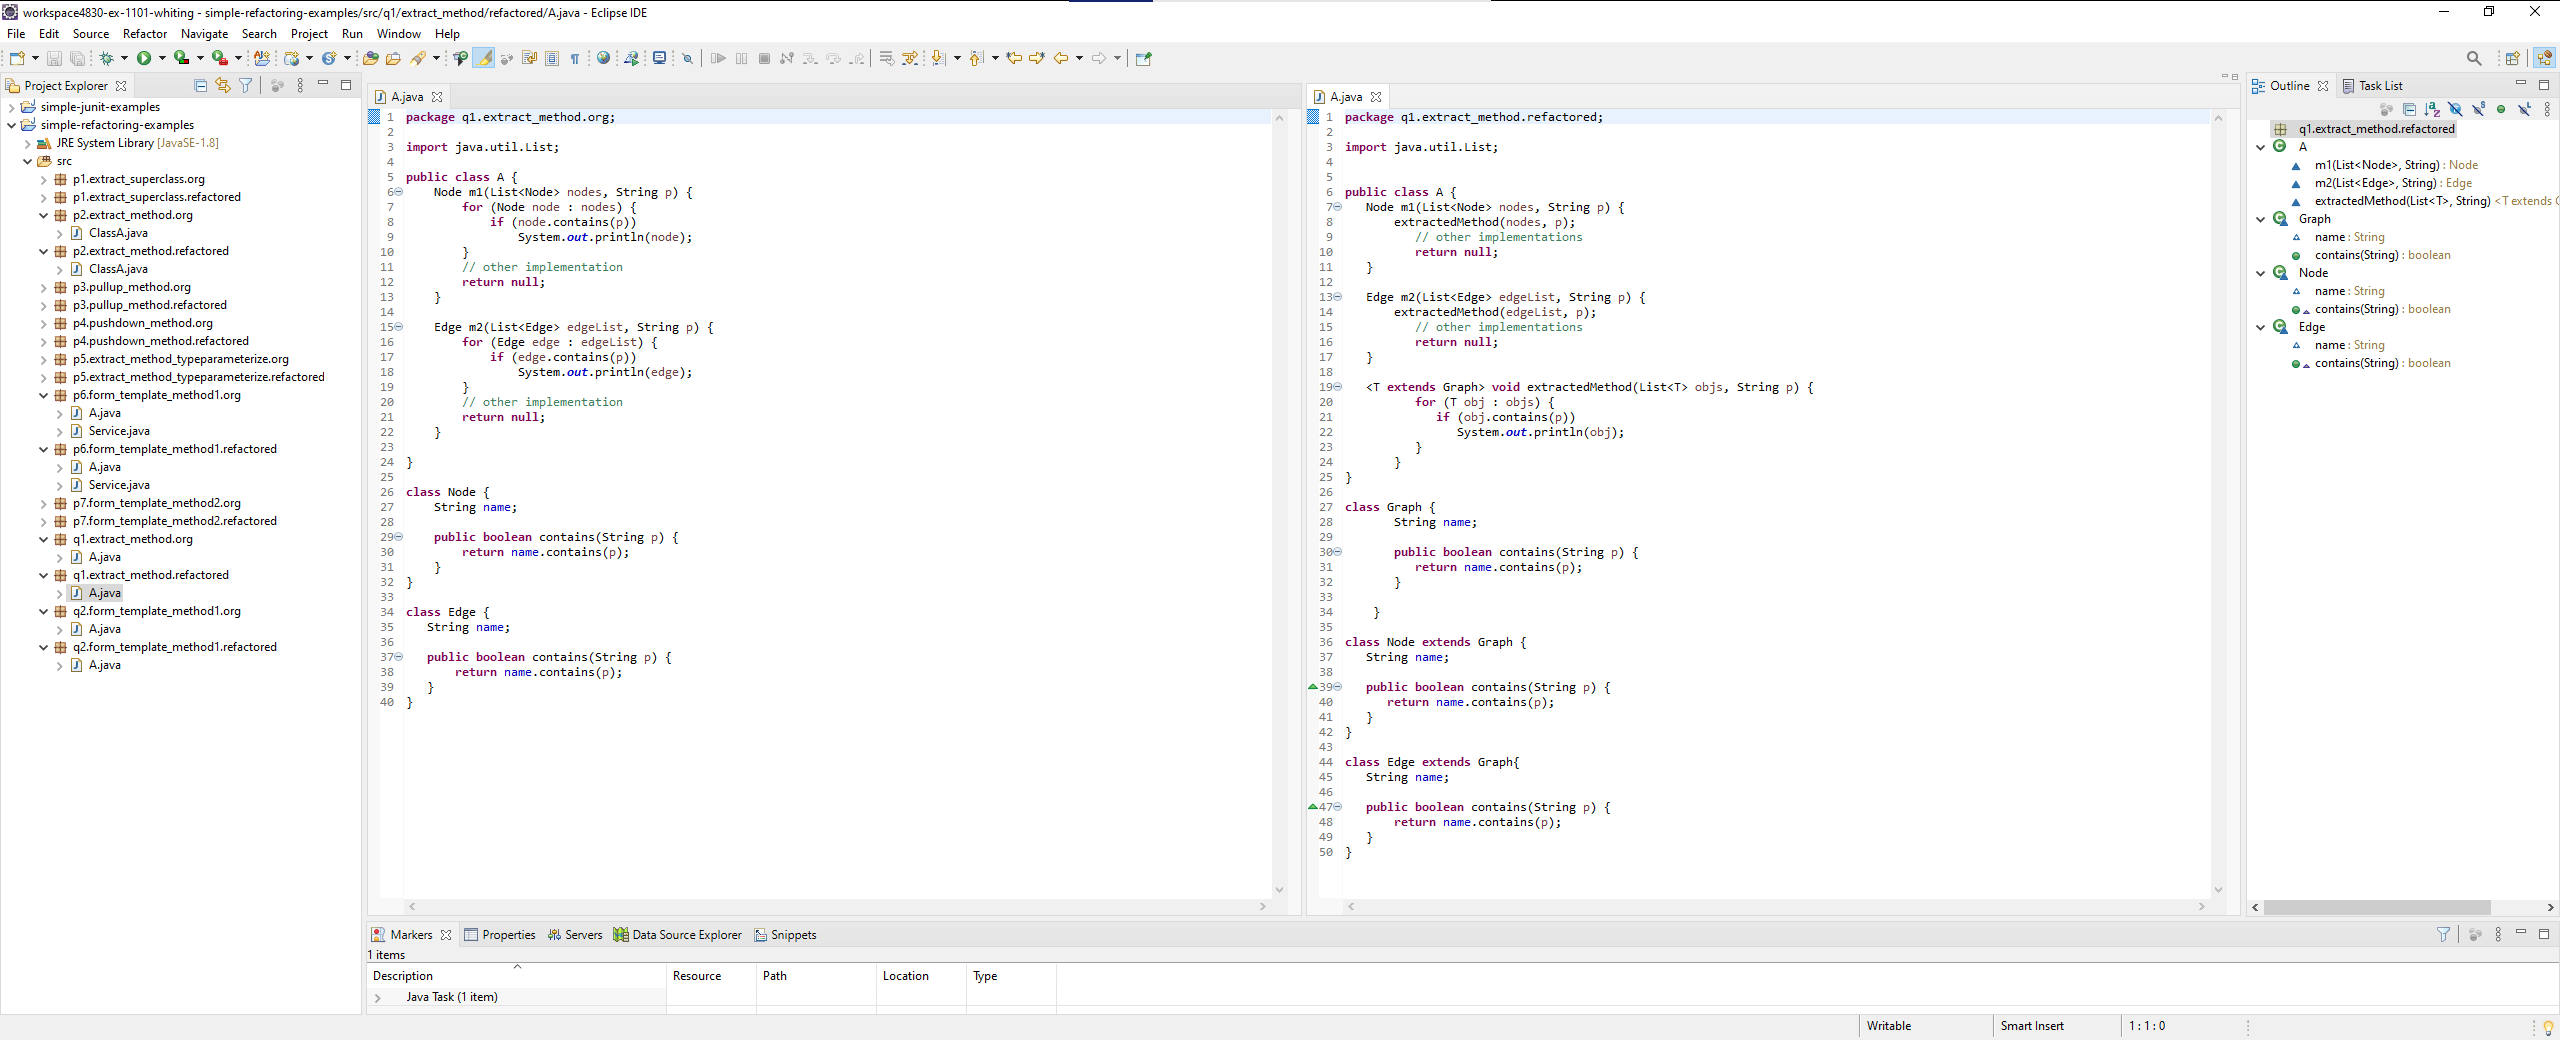 workspace4830-ex-1101-whiting - simple-refactoring-examples/src/q1/extract_method/refactored/A.java - Eclipse IDE
File Edit Source Refactor Navigate Search Project Run Window Help
Project Explorer
simple-junit-examples
simple-refactoring-examples
JRE System Library [JavaSE-1.8]
src
p1.extract_superclass.org
p1.extract_superclass.refactored
p2.extract_method.org
ClassA.java
p2.extract_method.refactored
ClassA.java
p3.pullup_method.org
p3.pullup_method.refactored
p4.pushdown_method.org
p4.pushdown_method.refactored
p5.extract_method_typeparameterize.org
p5.extract_method_typeparameterize.refactored
p6.form_template_method1.org
A.java
Service.java
p6.form_template_method1.refactored
A.java
Service.java
p7.form_template_method2.org
p7.form_template_method2.refactored
q1.extract_method.org
A.java
q1.extract_method.refactored
A.java
q2.form_template_method1.org
A.java
q2.form_template_method1.refactored
A.java
A.java
1 package q1.extract_method.org;
2
3 import java.util.List;
4
5 public class A {
6 Node m1(List<Node> nodes, String p) {
7 for (Node node : nodes) {
8 if (node.contains(p))
9 System.out.println(node);
10 }
11 // other implementation
12 return null;
13 }
14
15 Edge m2(List<Edge> edgeList, String p) {
16 for (Edge edge : edgeList) {
17 if (edge.contains(p))
18 System.out.println(edge);
19 }
20 // other implementation
21 return null;
22 }
23
24 }
25
26 class Node {
27 String name;
28
29 public boolean contains(String p) {
30 return name.contains(p);
31 }
32 }
33
34 class Edge {
35 String name;
36
37 public boolean contains(String p) {
38 return name.contains(p);
39 }
40 }
A.java
1 package q1.extract_method.refactored;
2
3 import java.util.List;
4
5
6 public class A {
7 Node m1(List<Node> nodes, String p) {
8 extractedMethod(nodes, p);
9 // other implementations
10 return null;
11 }
12
13 Edge m2(List<Edge> edgeList, String p) {
14 extractedMethod(edgeList, p);
15 // other implementations
16 return null;
17 }
18
19 <T extends Graph> void extractedMethod(List<T> objs, String p) {
20 for (T obj : objs) {
21 if (obj.contains(p))
22 System.out.println(obj);
23 }
24 }
25 }
26
27 class Graph {
28 String name;
29
30 public boolean contains(String p) {
31 return name.contains(p);
32 }
33
34 }
35
36 class Node extends Graph {
37 String name;
38
39 public boolean contains(String p) {
40 return name.contains(p);
41 }
42 }
43
44 class Edge extends Graph{
45 String name;
46
47 public boolean contains(String p) {
48 return name.contains(p);
49 }
50 }
Outline Task List
q1.extract_method.refactored
A
m1(List<Node>, String) : Node
m2(List<Edge>, String) : Edge
extractedMethod(List<T>, String) <T extends
Graph
name : String
contains(String) : boolean
Node
name : String
contains(String) : boolean
Edge
name : String
contains(String) : boolean
Markers Properties Servers Data Source Explorer Snippets
1 items
Description Resource Path Location Type
Java Task (1 item)
Writable Smart Insert 1 : 1 : 0